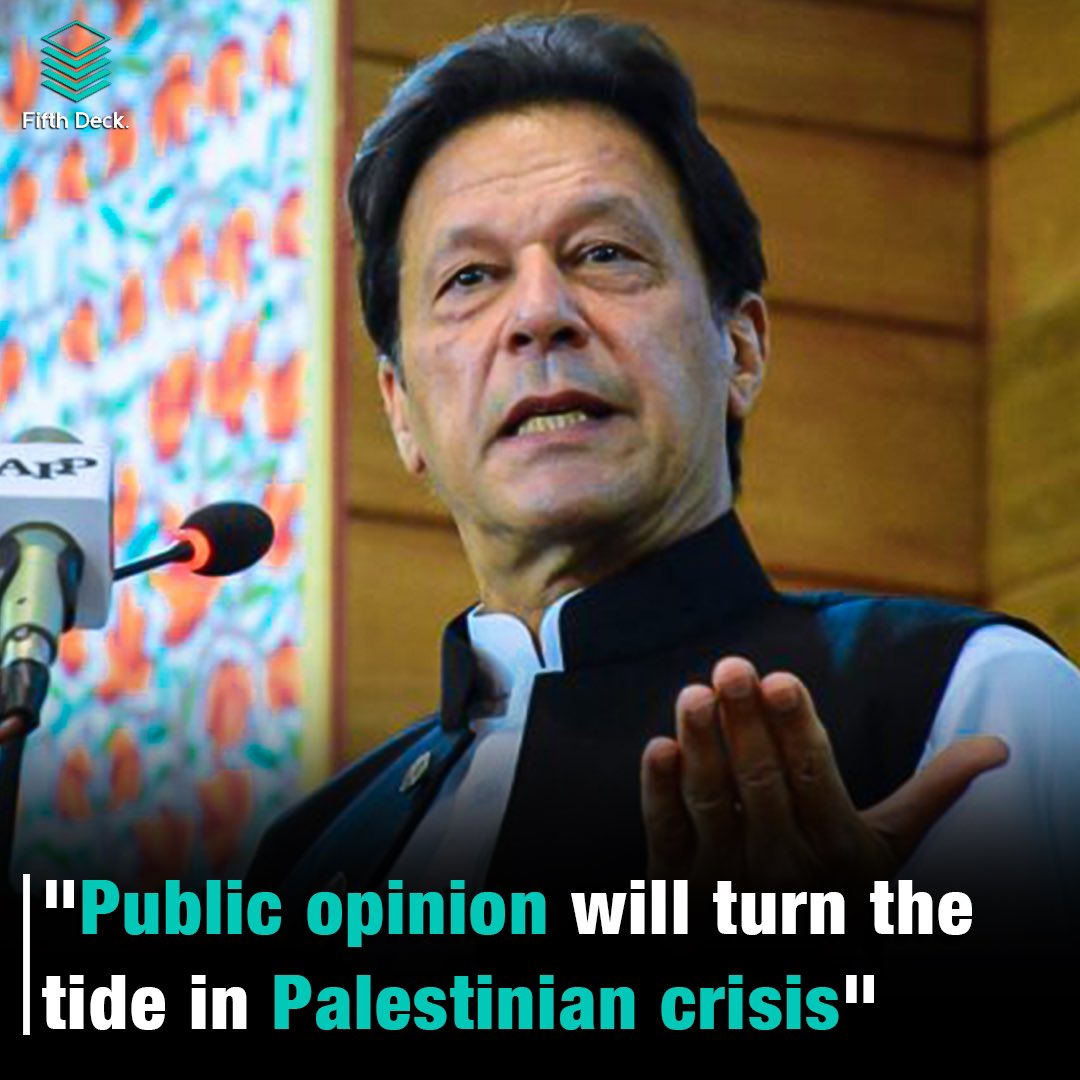 Fifth Deck.
APP
"Public opinion will turn the
tide in Palestinian crisis"